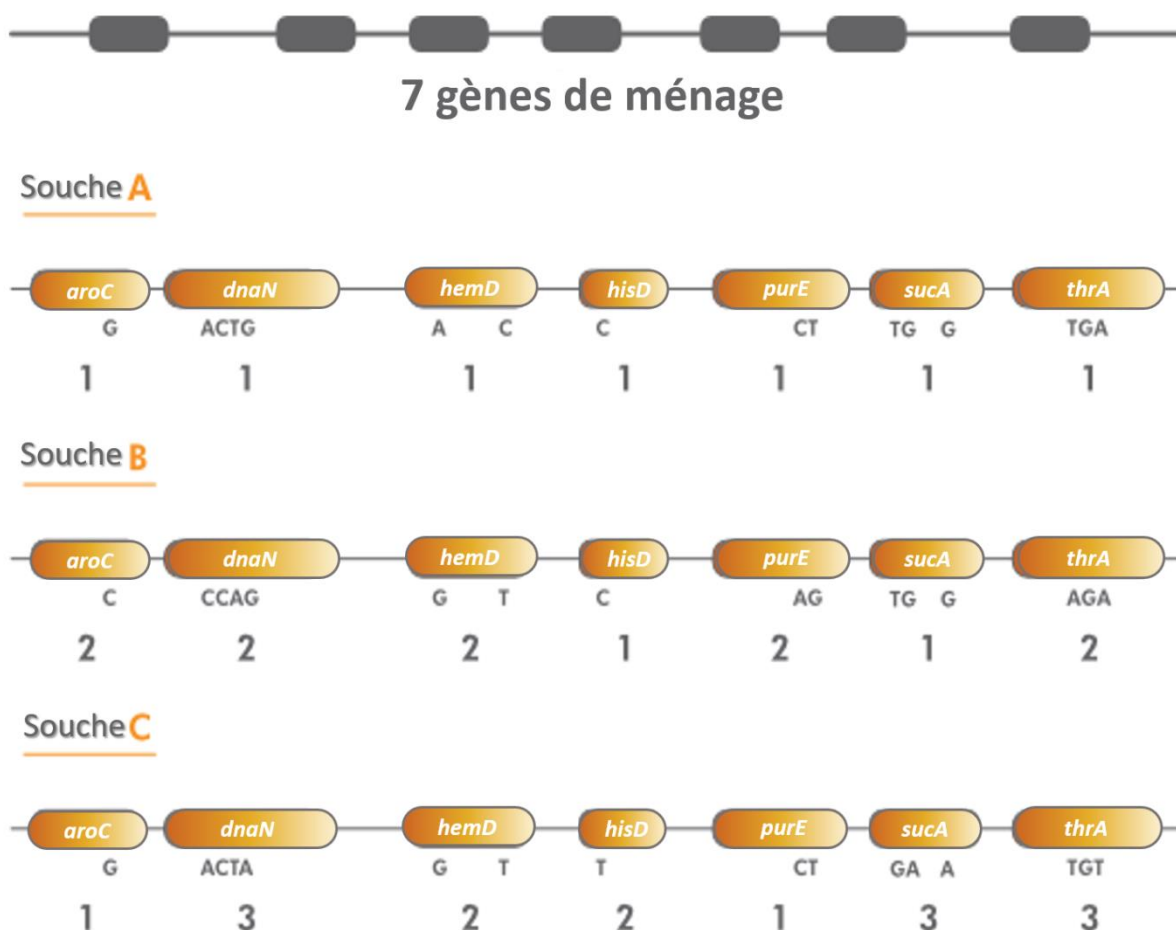 7 gènes de ménage
Souche A
aroC dnaN hemD hisD purE sucA thrA
G ACTG A C C CT TG G TGA
1 1 1 1 1 1 1
Souche B
aroC dnaN hemD hisD purE sucA thrA
C CCAG G T C AG TG G AGA
2 2 2 1 2 1 2
Souche C
aroC dnaN hemD hisD purE sucA thrA
G ACTA G T T CT GA A TGT
1 3 2 2 1 3 3